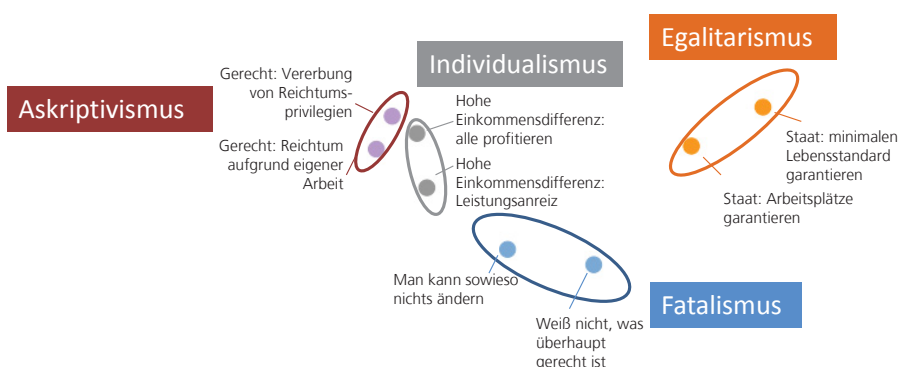 Egalitarismus
Individualismus
Askriptivismus
Gerecht: Vererbung
von Reichtums-
privilegien
Gerecht: Reichtum
aufgrund eigener
Arbeit
Hohe
Einkommensdifferenz:
alle profitieren
Hohe
Einkommensdifferenz:
Leistungsanreiz
Staat: minimalen
Lebensstandard
garantieren
Staat: Arbeitsplätze
garantieren
Man kann sowieso
nichts ändern
Weiß nicht, was
überhaupt
gerecht ist
Fatalismus